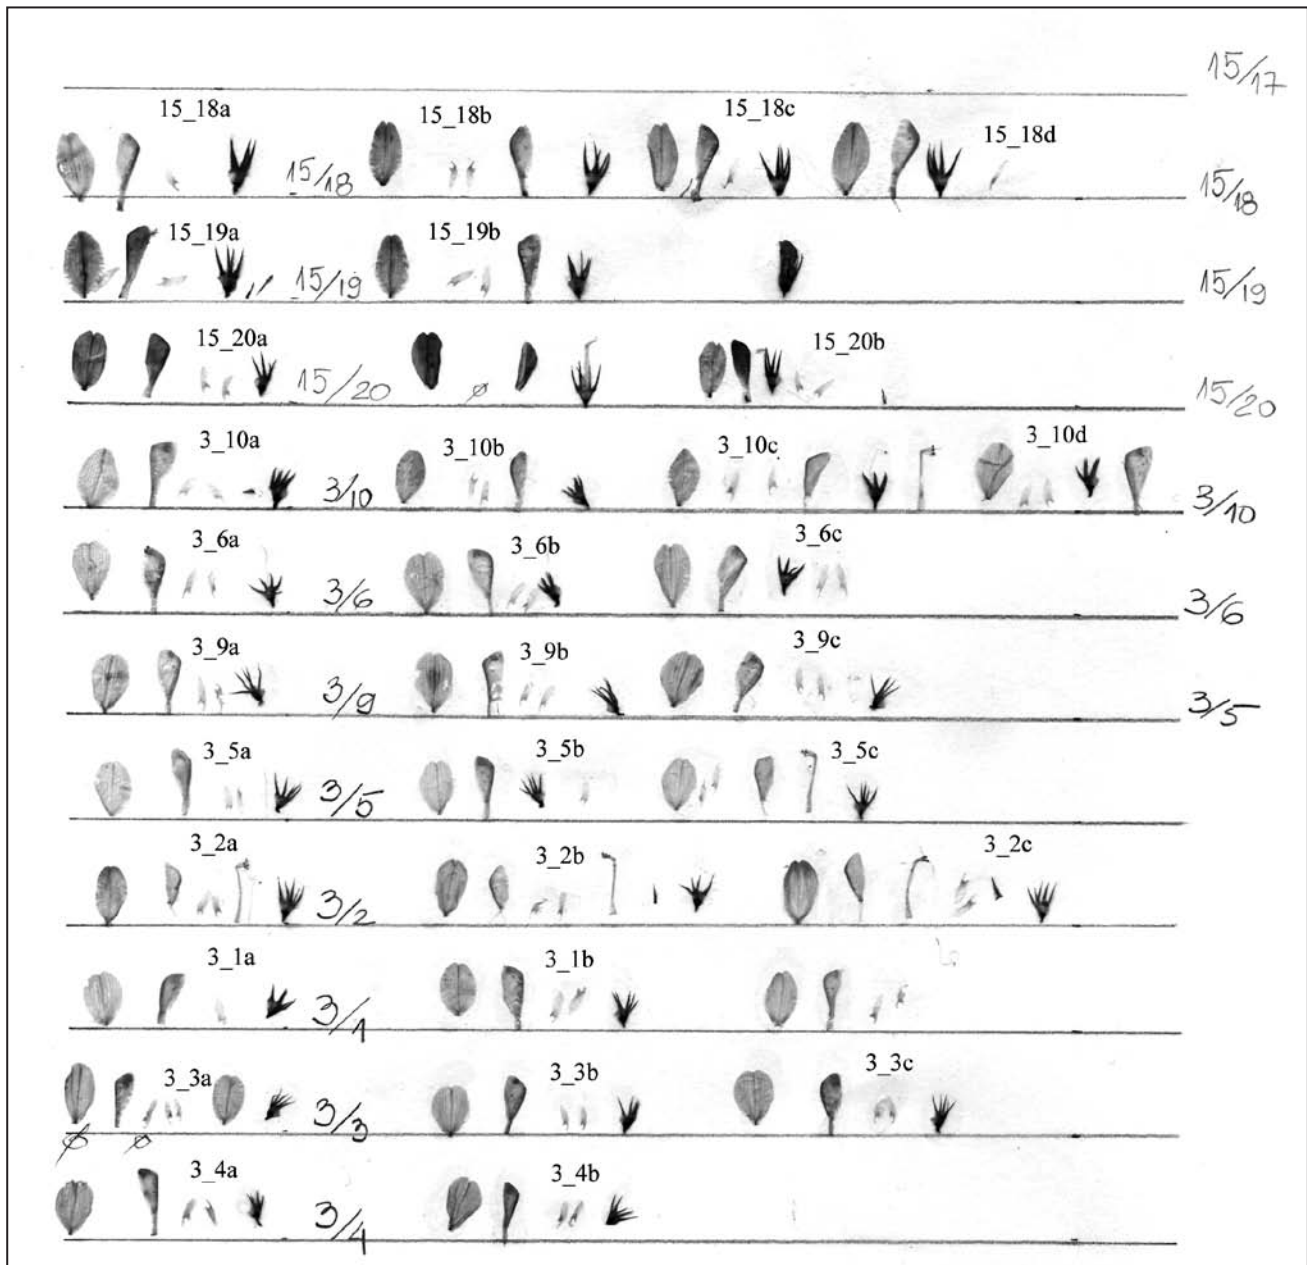 15/17
15_18a 15_18b 15_18c 15_18d
15/18 15/18
15_19a 15_19b
15/19 15/19
15_20a 15_20b
15/20 ø 15/20
3_10a 3_10b 3_10c 3_10d
3/10 3/10
3_6a 3_6b 3_6c
3/6 3/6
3_9a 3_9b 3_9c
3/9 3/5
3_5a 3_5b 3_5c
3/5
3_2a 3_2b 3_2c
3/2
3_1a 3_1b
3/1
3_3a 3_3b 3_3c
3/3
ø ø
3_4a 3_4b
3/4